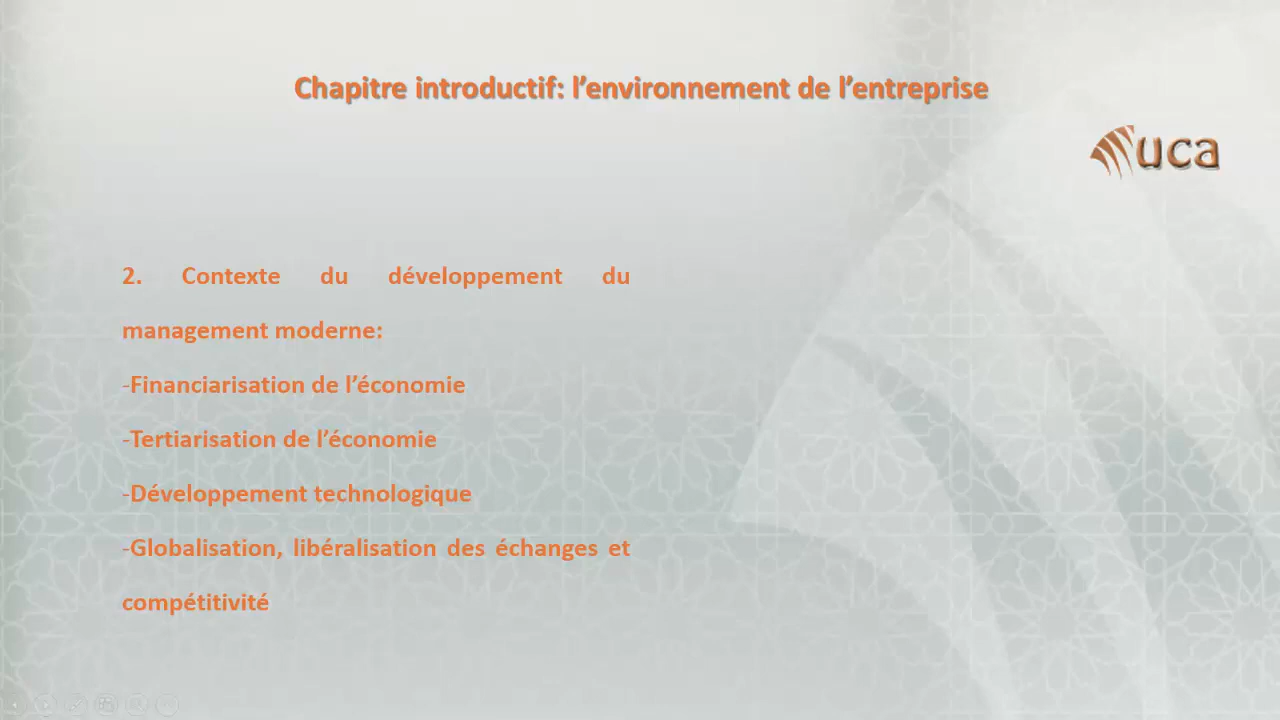 Chapitre introductif: l’environnement de l’entreprise
uca
2. Contexte du développement du
management moderne:
-Financiarisation de l’économie
-Tertiarisation de l’économie
-Développement technologique
-Globalisation, libéralisation des échanges et
compétitivité